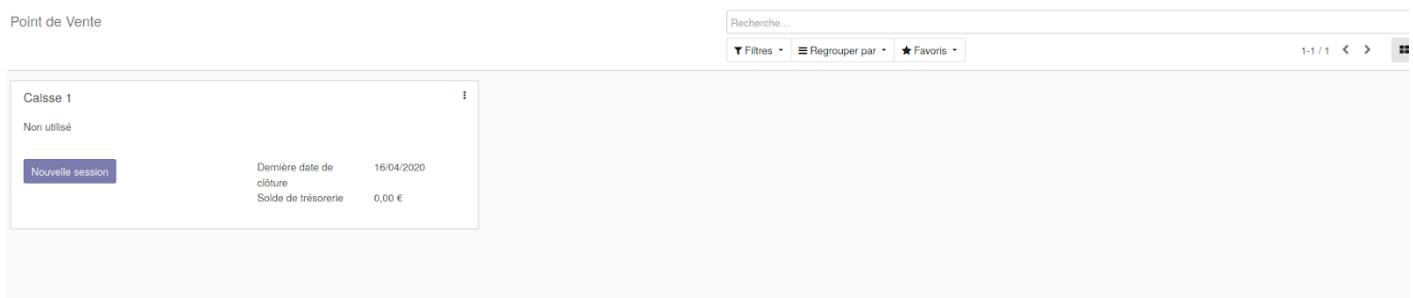 Point de Vente
Recherche...
Filtres
Regrouper par
Favoris
1-1 / 1
Caisse 1
Non utilisé
Nouvelle session
Dernière date de clôture
16/04/2020
Solde de trésorerie
0,00 €